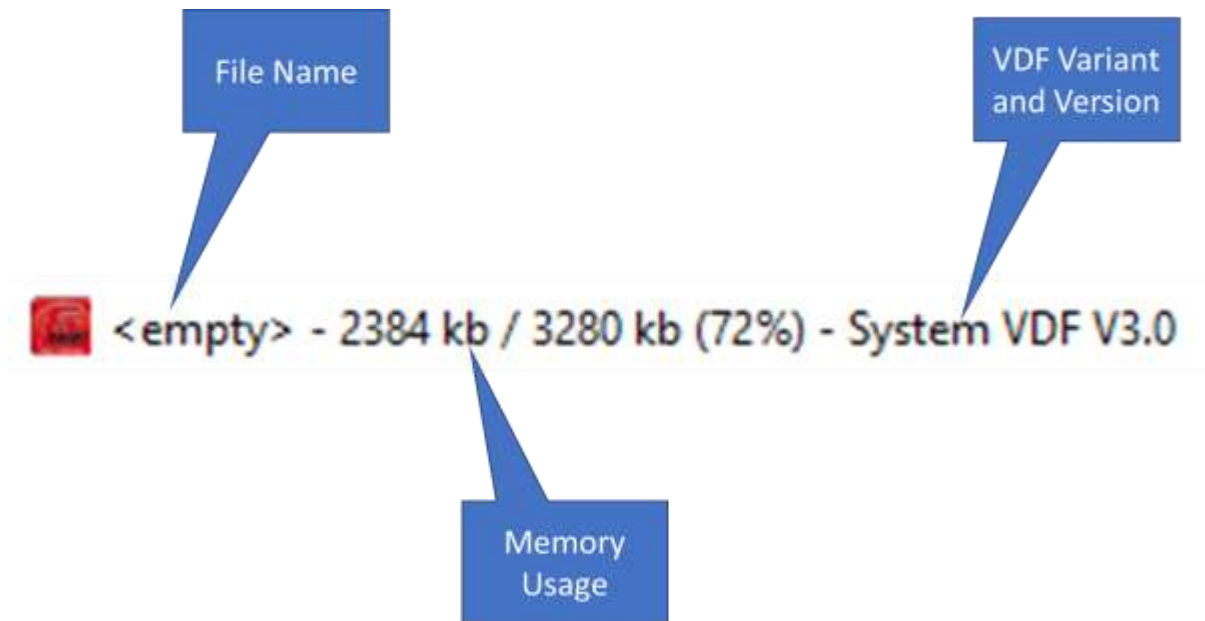 File Name
VDF Variant
and Version
<empty> - 2384 kb / 3280 kb (72%) - System VDF V3.0
Memory
Usage